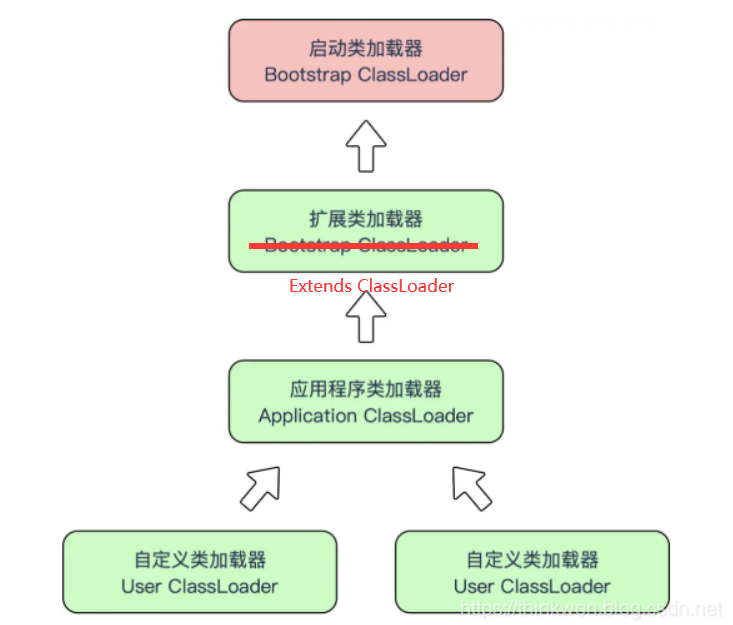 启动类加载器
Bootstrap ClassLoader
扩展类加载器
Bootstrap ClassLoader
Extends ClassLoader
应用程序类加载器
Application ClassLoader
自定义类加载器
User ClassLoader
自定义类加载器
User ClassLoader
https://thinkwon.blog.csdn.net